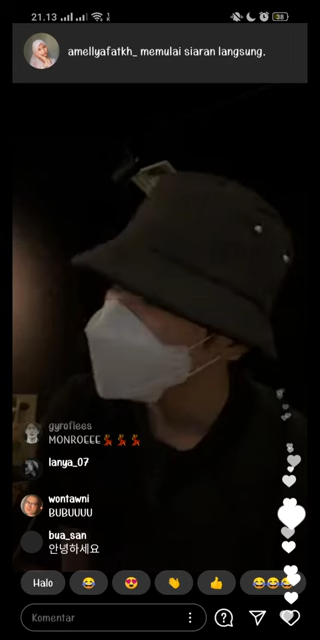 21.13
38
amellyafatkh_ memulai siaran langsung.
gyroflees
MONROEEE💃💃💃
lanya_07
wontawni
BUBUUUU
bua_san
안녕하세요
Halo 😂 😍 👏 👍 😂😂😂
Komentar